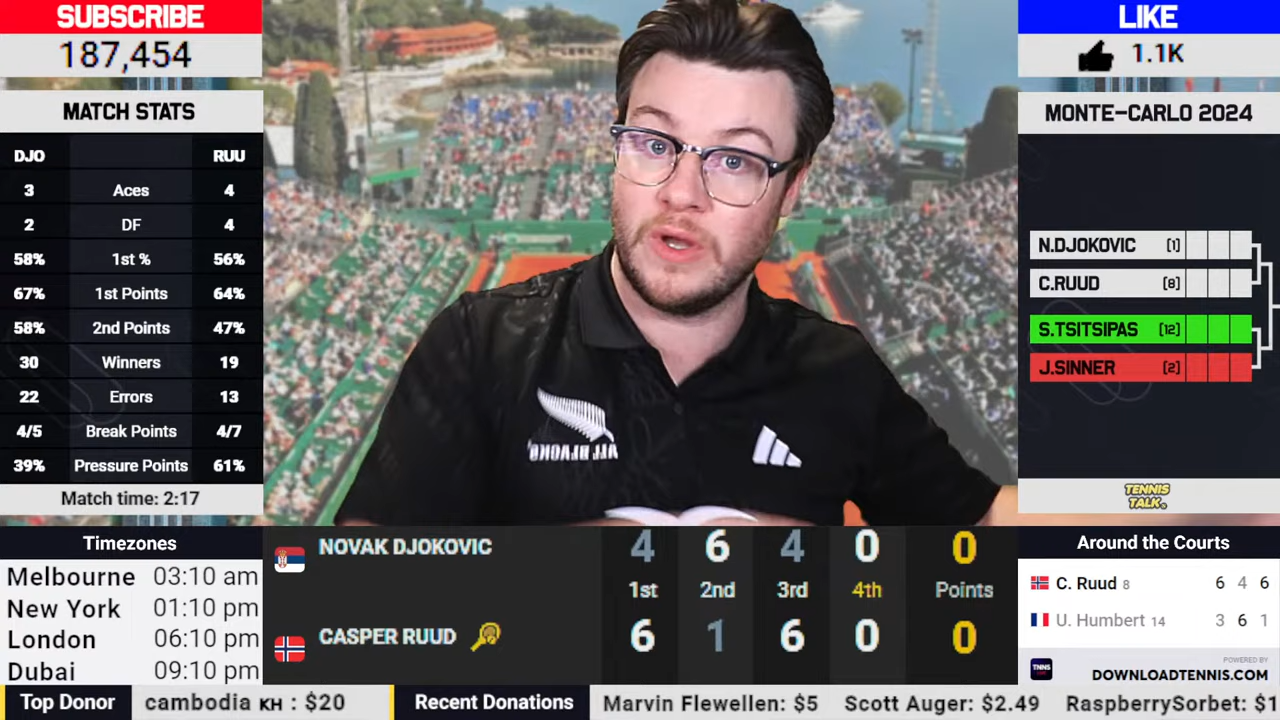 SUBSCRIBE
187,454
MATCH STATS
DJO RUU
3 Aces 4
2 DF 4
58% 1st % 56%
67% 1st Points 64%
58% 2nd Points 47%
30 Winners 19
22 Errors 13
4/5 Break Points 4/7
39% Pressure Points 61%
Match time: 2:17
Timezones
Melbourne 03:10 am
New York 01:10 pm
London 06:10 pm
Dubai 09:10 pm
ALL BLACKS
LIKE
1.1K
MONTE-CARLO 2024
N.DJOKOVIC [1]
C.RUUD [8]
S.TSITSIPAS [12]
J.SINNER [2]
TENNIS
TALK
NOVAK DJOKOVIC 4 6 4 0 0
1st 2nd 3rd 4th Points
CASPER RUUD 6 1 6 0 0
Around the Courts
C. Ruud 8 6 4 6
U. Humbert 14 3 6 1
TNNS
POWERED BY
DOWNLOADTENNIS.COM
Top Donor cambodia KH : $20 Recent Donations Marvin Flewellen: $5 Scott Auger: $2.49 RaspberrySorbet: $1